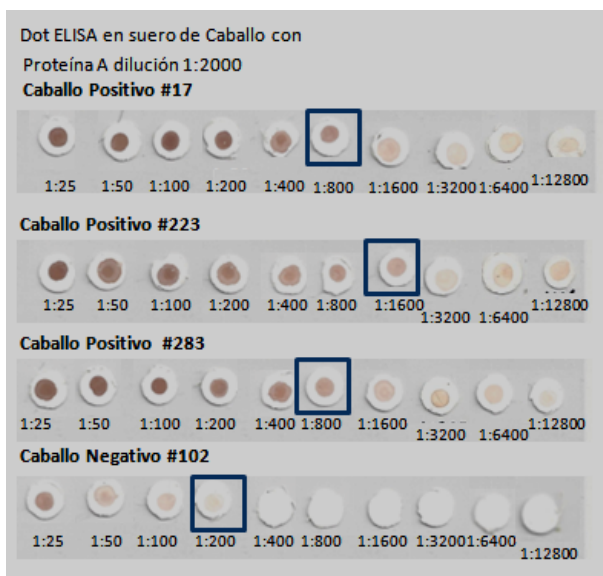 Dot ELISA en suero de Caballo con
Proteína A dilución 1:2000
Caballo Positivo #17
1:25 1:50 1:100 1:200 1:400 1:800 1:1600 1:3200 1:6400 1:12800
Caballo Positivo #223
1:25 1:50 1:100 1:200 1:400 1:800 1:1600 1:3200 1:6400 1:12800
Caballo Positivo #283
1:25 1:50 1:100 1:200 1:400 1:800 1:1600 1:3200 1:6400 1:12800
Caballo Negativo #102
1:25 1:50 1:100 1:200 1:400 1:800 1:1600 1:3200 1:6400 1:12800